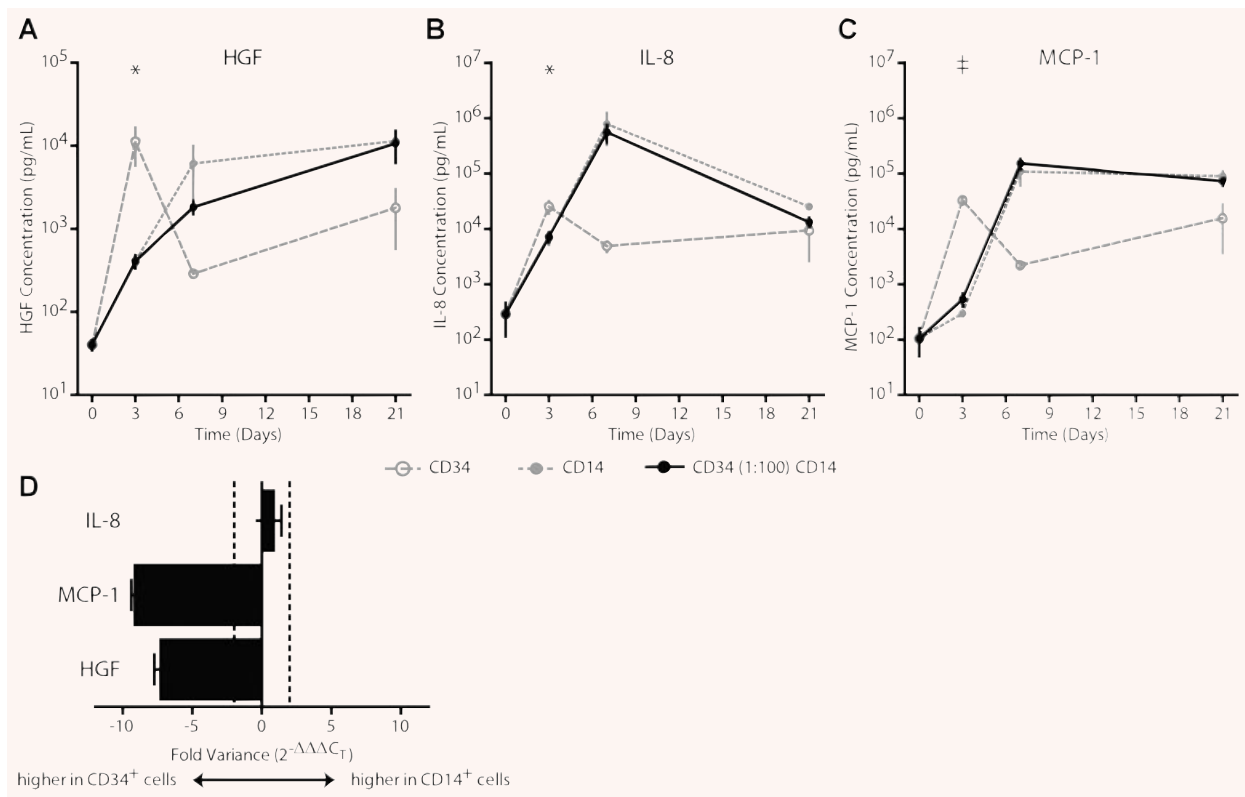 A
HGF
*
10^5
10^4
10^3
10^2
10^1
HGF Concentration (pg/mL)
0 3 6 9 12 15 18 21
Time (Days)
B
IL-8
*
10^7
10^6
10^5
10^4
10^3
10^2
10^1
IL-8 Concentration (pg/mL)
0 3 6 9 12 15 18 21
Time (Days)
C
MCP-1
‡
10^7
10^6
10^5
10^4
10^3
10^2
10^1
MCP-1 Concentration (pg/mL)
0 3 6 9 12 15 18 21
Time (Days)
CD34 CD14 CD34 (1:100) CD14
D
IL-8
MCP-1
HGF
-10 -5 0 5 10
Fold Variance (2^-ΔΔΔC_T)
higher in CD34^+ cells higher in CD14^+ cells